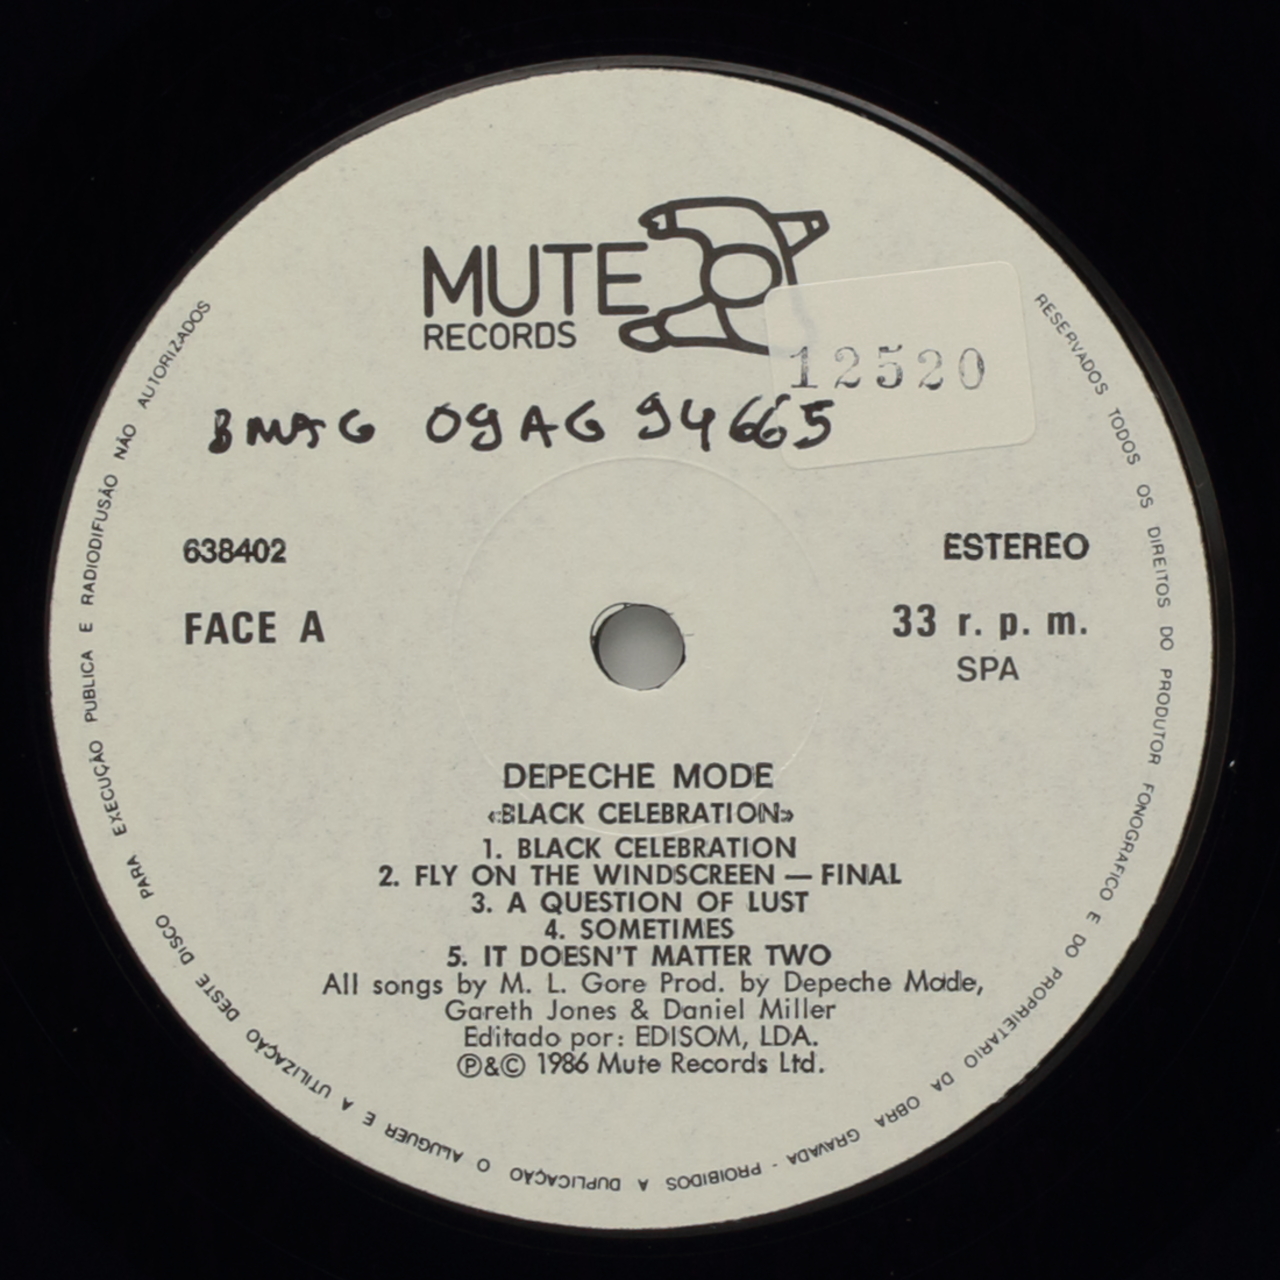 MUTE
RECORDS
12520
BMAG 09AG 94665
638402
ESTEREO
FACE A
33 r. p. m.
SPA
DEPECHE MODE
«BLACK CELEBRATION»
1. BLACK CELEBRATION
2. FLY ON THE WINDSCREEN — FINAL
3. A QUESTION OF LUST
4. SOMETIMES
5. IT DOESN'T MATTER TWO
All songs by M. L. Gore Prod. by Depeche Mode,
Gareth Jones & Daniel Miller
Editado por: EDISOM, LDA.
Ⓟ&© 1986 Mute Records Ltd.
RESERVADOS TODOS OS DIREITOS DO PRODUTOR FONOGRAFICO E DO PROPRIETARIO DA OBRA GRAVADA - PROIBIDOS A DUPLICAÇÃO O ALUGUER E A UTILIZAÇÃO DESTE DISCO PARA EXECUÇÃO PUBLICA E RADIODIFUSÃO NÃO AUTORIZADOS